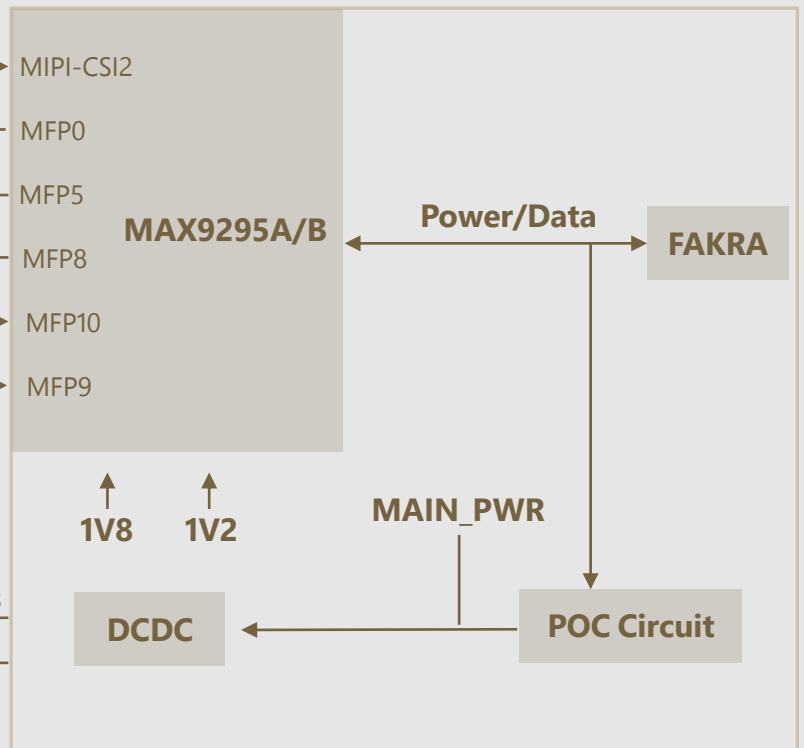 MIPI-CSI2
MFP0
MFP5
MAX9295A/B
MFP8
MFP10
MFP9
Power/Data
FAKRA
1V8
1V2
MAIN_PWR
DCDC
POC Circuit